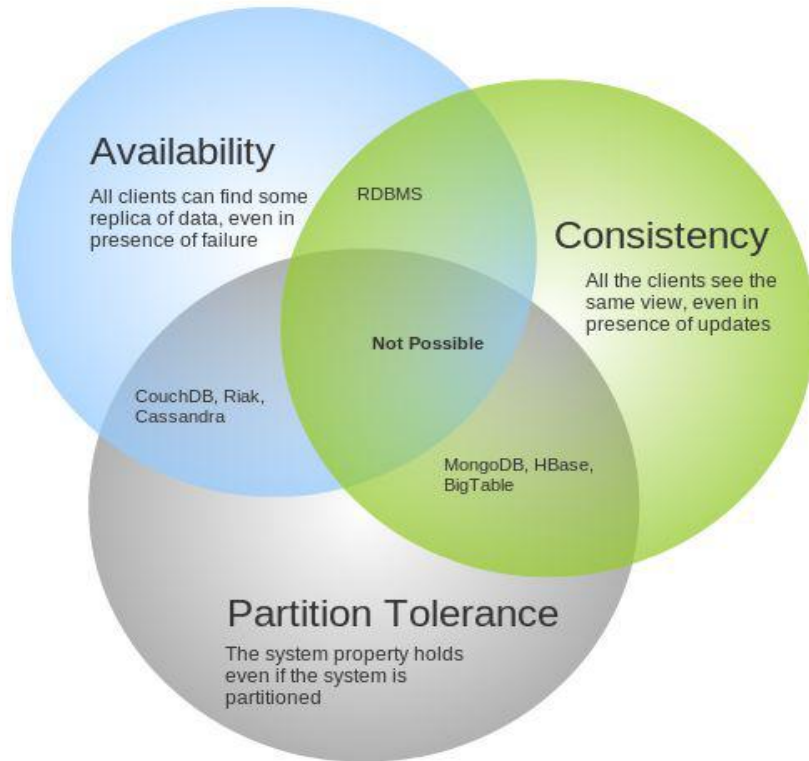 Availability
All clients can find some
replica of data, even in
presence of failure
RDBMS
Consistency
All the clients see the
same view, even in
presence of updates
Not Possible
CouchDB, Riak,
Cassandra
MongoDB, HBase,
BigTable
Partition Tolerance
The system property holds
even if the system is
partitioned